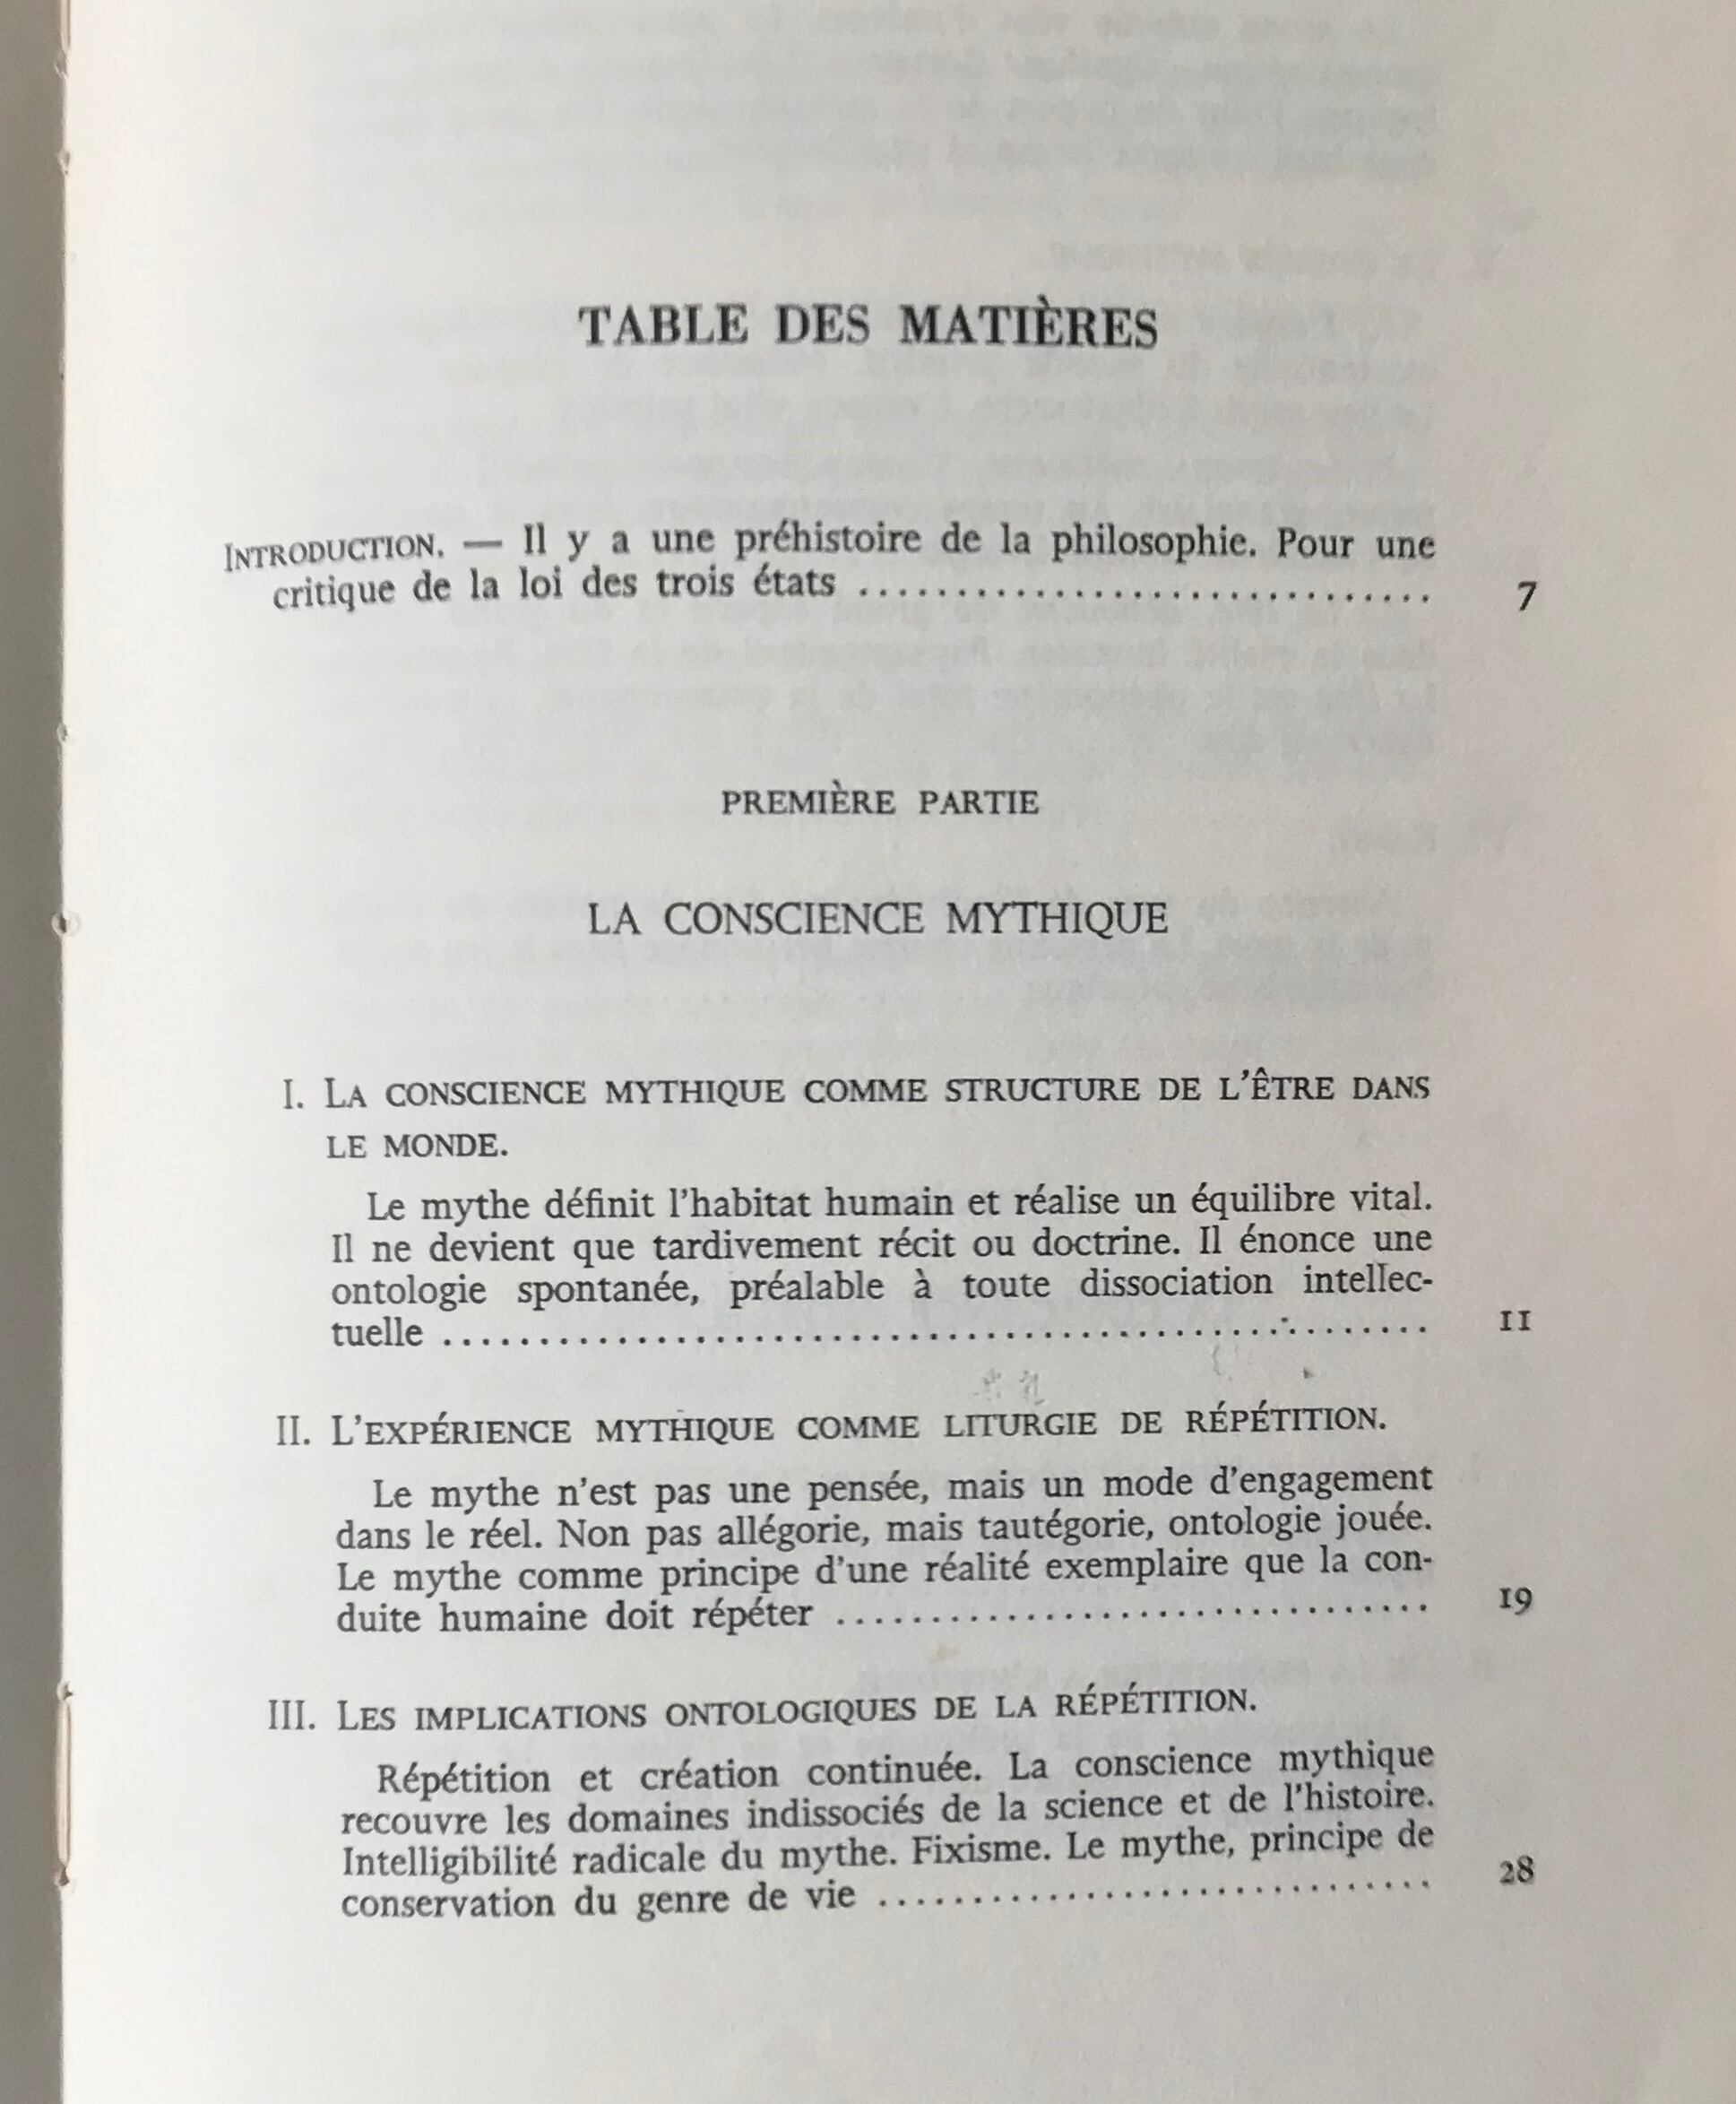 TABLE DES MATIÈRES
INTRODUCTION. — Il y a une préhistoire de la philosophie. Pour une
critique de la loi des trois états .............................. 7
PREMIÈRE PARTIE
LA CONSCIENCE MYTHIQUE
I. LA CONSCIENCE MYTHIQUE COMME STRUCTURE DE L'ÊTRE DANS
LE MONDE.
Le mythe définit l'habitat humain et réalise un équilibre vital.
Il ne devient que tardivement récit ou doctrine. Il énonce une
ontologie spontanée, préalable à toute dissociation intellec-
tuelle .................................................... 11
II. L'EXPÉRIENCE MYTHIQUE COMME LITURGIE DE RÉPÉTITION.
Le mythe n'est pas une pensée, mais un mode d'engagement
dans le réel. Non pas allégorie, mais tautégorie, ontologie jouée.
Le mythe comme principe d'une réalité exemplaire que la con-
duite humaine doit répéter ................................ 19
III. LES IMPLICATIONS ONTOLOGIQUES DE LA RÉPÉTITION.
Répétition et création continuée. La conscience mythique
recouvre les domaines indissociés de la science et de l'histoire.
Intelligibilité radicale du mythe. Fixisme. Le mythe, principe de
conservation du genre de vie .............................. 28